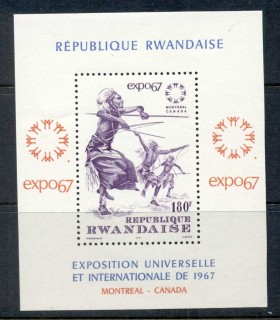 RÉPUBLIQUE RWANDAISE
expo67
MONTREAL
CANADA
expo67
expo67
180F
REPUBLIQUE
RWANDAISE
EXPOSITION UNIVERSELLE
ET INTERNATIONALE DE 1967
MONTREAL - CANADA